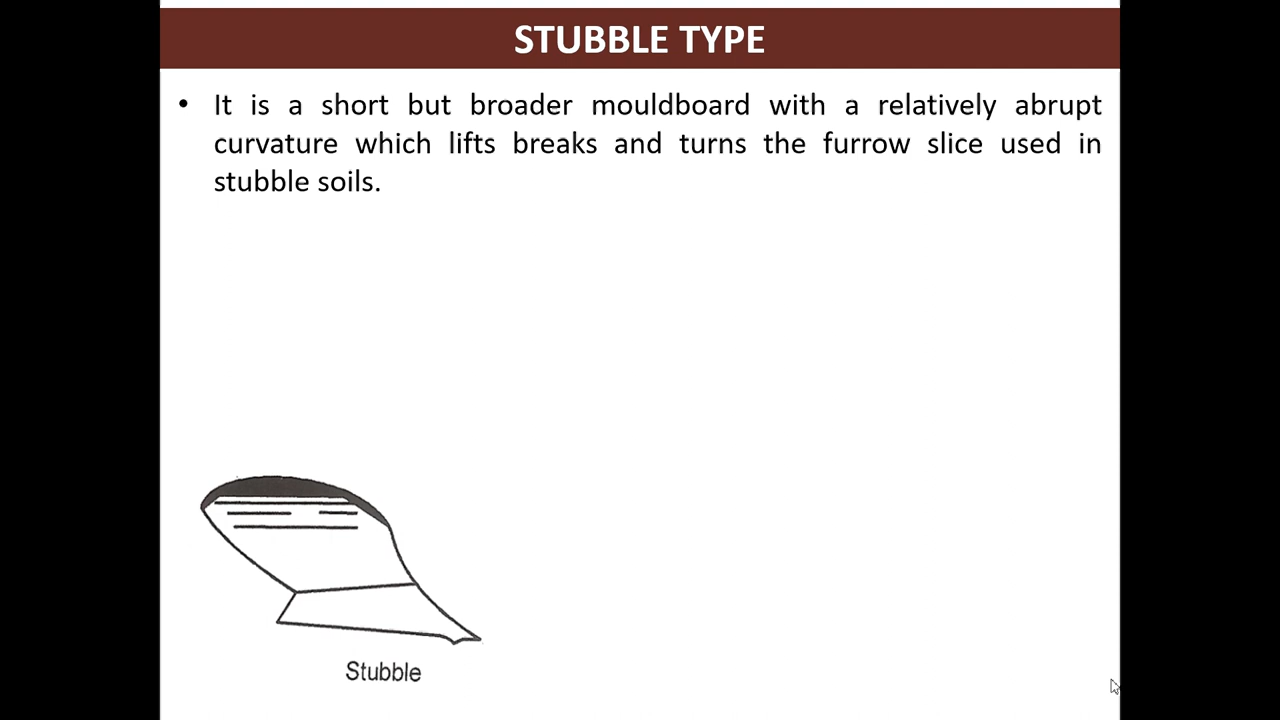 STUBBLE TYPE
• It is a short but broader mouldboard with a relatively abrupt
curvature which lifts breaks and turns the furrow slice used in
stubble soils.
Stubble